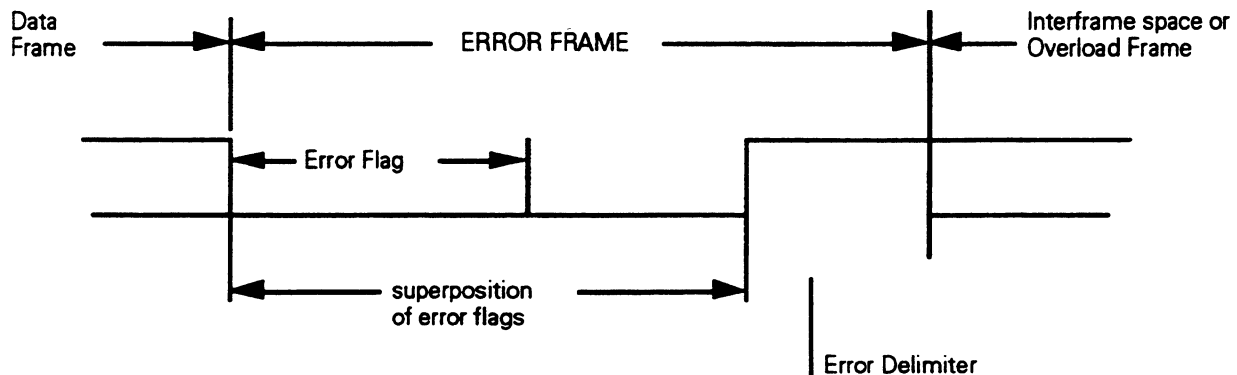 Data
Frame
ERROR FRAME
Interframe space or
Overload Frame
Error Flag
superposition
of error flags
Error Delimiter